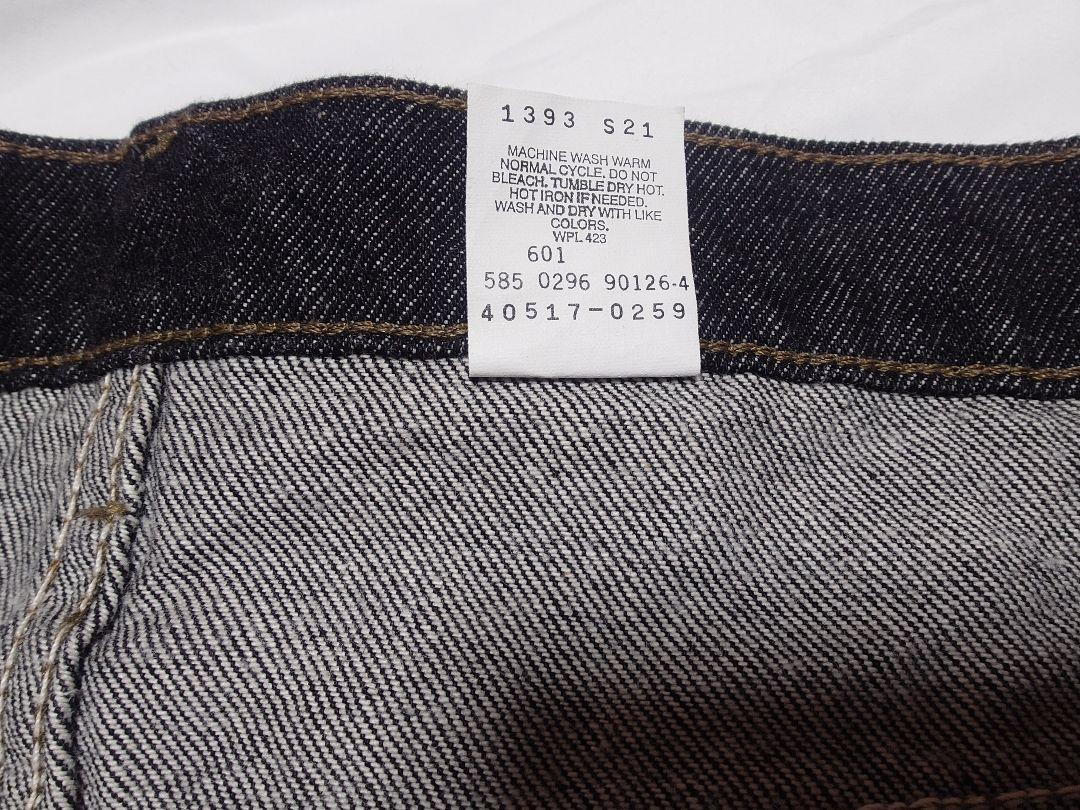 1393 S21
MACHINE WASH WARM
NORMAL CYCLE. DO NOT
BLEACH. TUMBLE DRY HOT.
HOT IRON IF NEEDED.
WASH AND DRY WITH LIKE
COLORS.
WPL 423
601
585 0296 90126-4
40517-0259